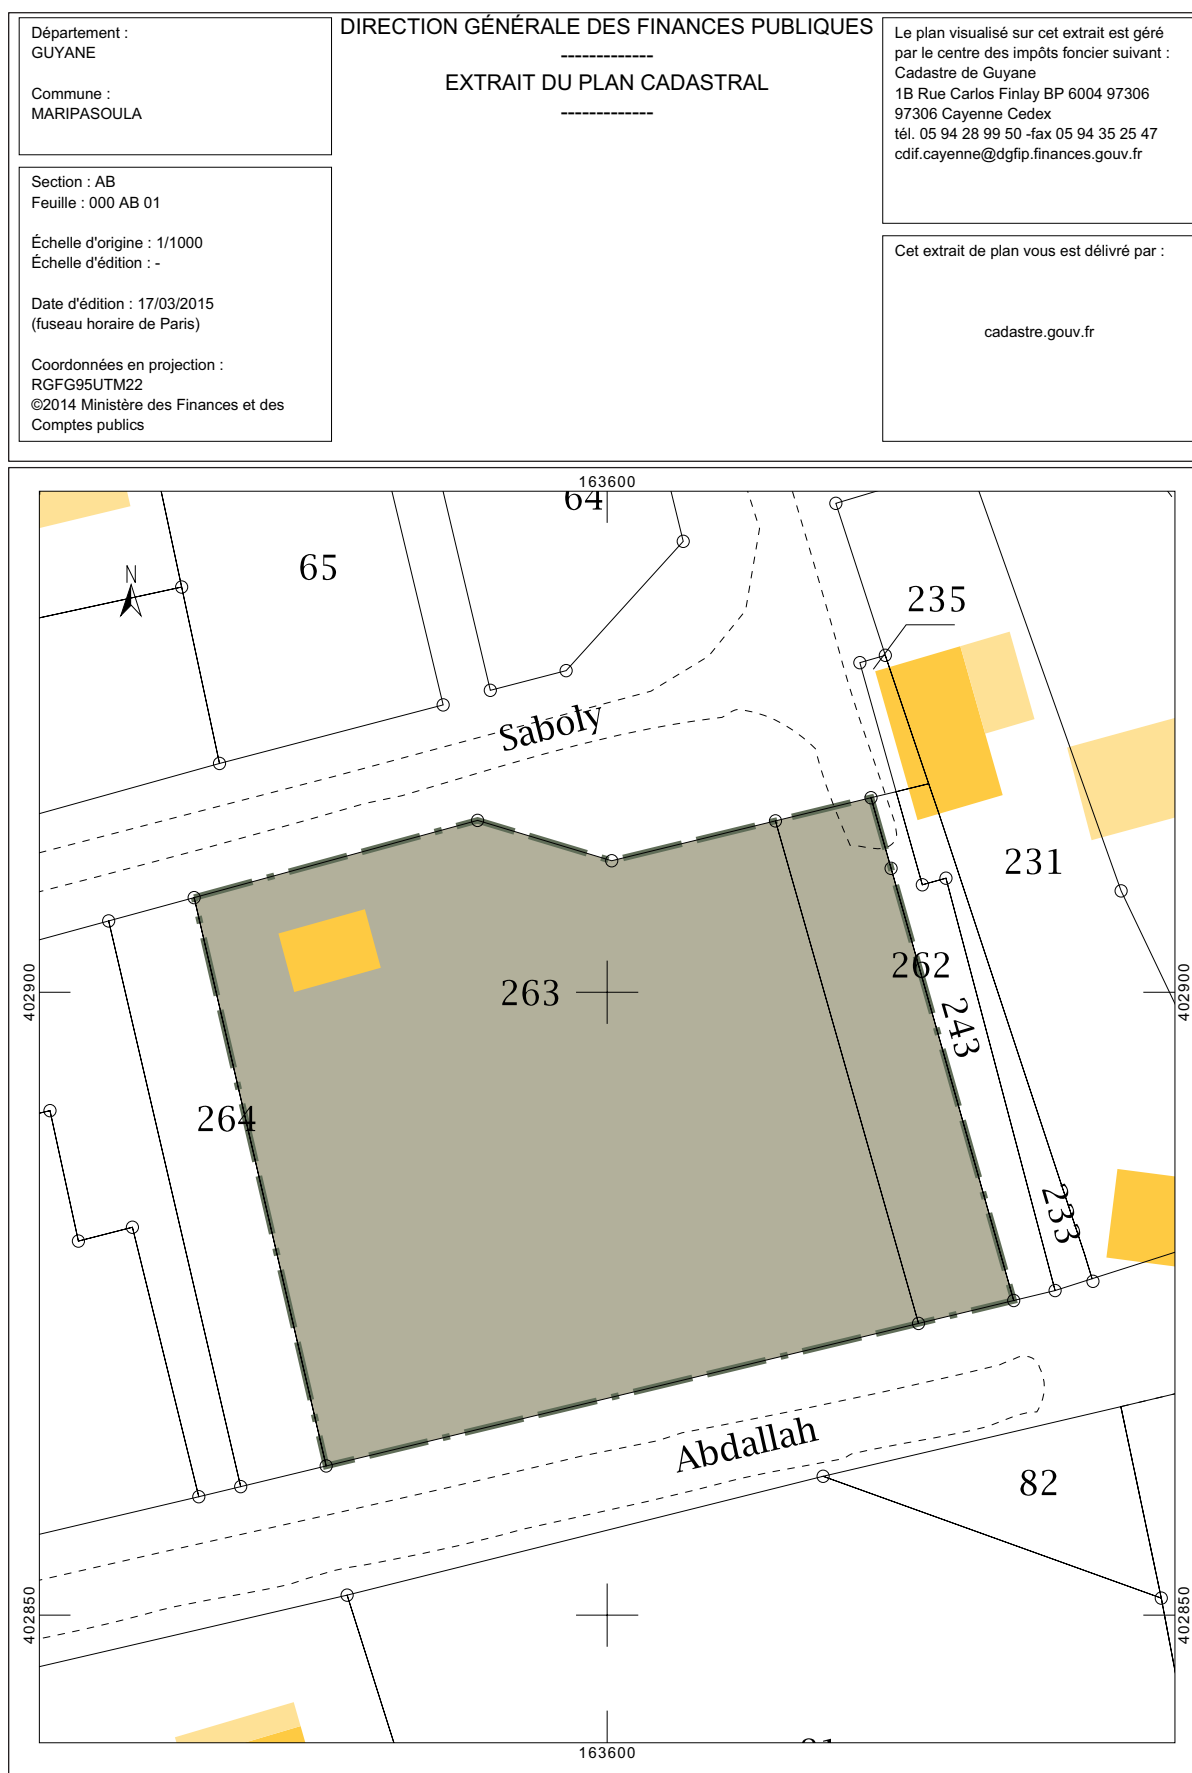 Département :
GUYANE
Commune :
MARIPASOULA
Section : AB
Feuille : 000 AB 01
Échelle d'origine : 1/1000
Échelle d'édition : -
Date d'édition : 17/03/2015
(fuseau horaire de Paris)
Coordonnées en projection :
RGFG95UTM22
©2014 Ministère des Finances et des
Comptes publics
DIRECTION GÉNÉRALE DES FINANCES PUBLIQUES
-------------
EXTRAIT DU PLAN CADASTRAL
-------------
Le plan visualisé sur cet extrait est géré
par le centre des impôts foncier suivant :
Cadastre de Guyane
1B Rue Carlos Finlay BP 6004 97306
97306 Cayenne Cedex
tél. 05 94 28 99 50 -fax 05 94 35 25 47
cdif.cayenne@dgfip.finances.gouv.fr
Cet extrait de plan vous est délivré par :
cadastre.gouv.fr
163600
64
65
N
235
Saboly
231
262
263
402900
402900
243
264
233
Abdallah
82
402850
402850
163600